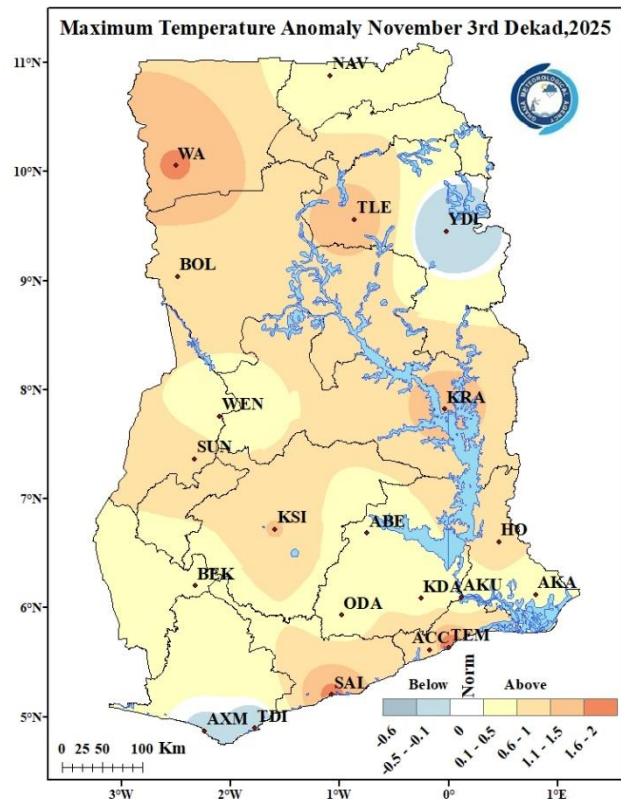 Maximum Temperature Anomaly November 3rd Dekad,2025
11°N
NAV
GHANA METEOROLOGICAL AGENCY
WA
10°N
TLE
YDI
BOL
9°N
KRA
8°N
WEN
SUN
7°N
KSI
ABE
HO
BEK
KDA
AKU
AKA
6°N
ODA
ACC
TEM
SAL
Norm
Below
Above
5°N
AXM
TDI
-0.6
-0.5 - -0.1
0
0.1 - 0.5
0.6 - 1
1.1 - 1.5
1.6 - 2
0 25 50 100 Km
3°W
2°W
1°W
0°
1°E